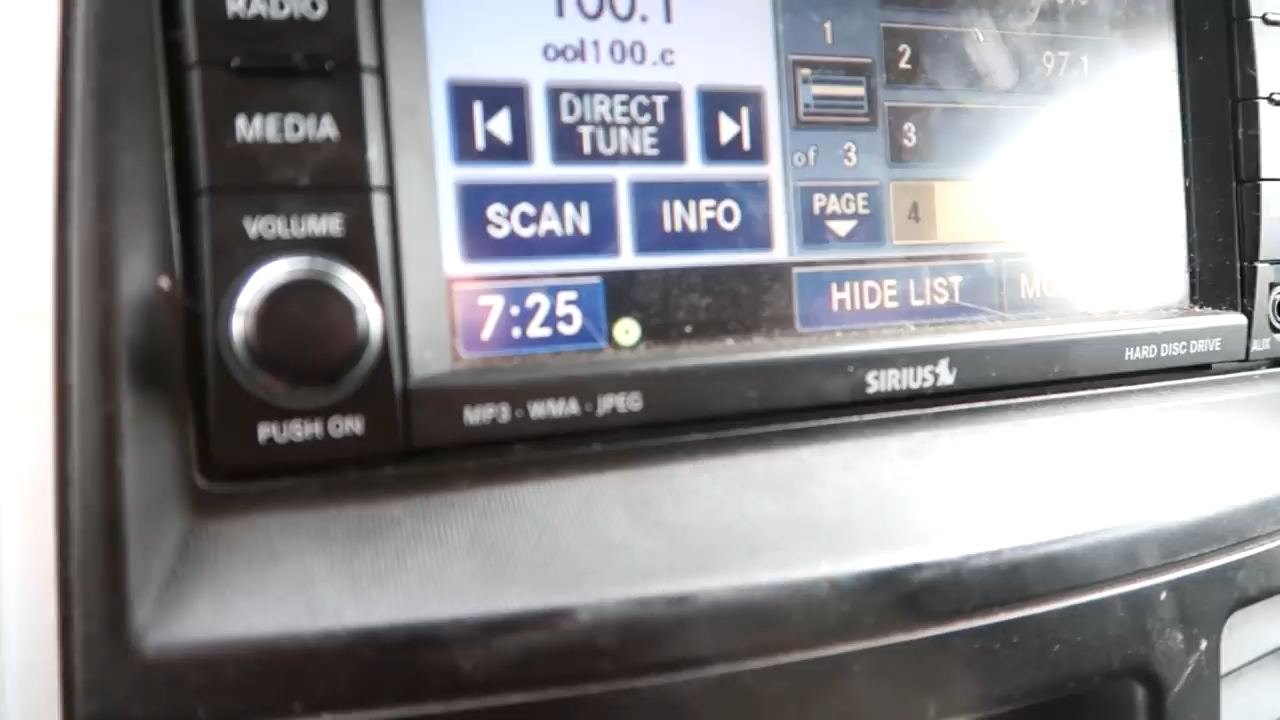 RADIO
MEDIA
VOLUME
PUSH ON
100.1
ool100.c
DIRECT
TUNE
SCAN
INFO
7:25
1
of 3
PAGE
2
97.1
3
4
HIDE LIST
MP3 - WMA - JPEG
SIRIUS
HARD DISC DRIVE
AUX